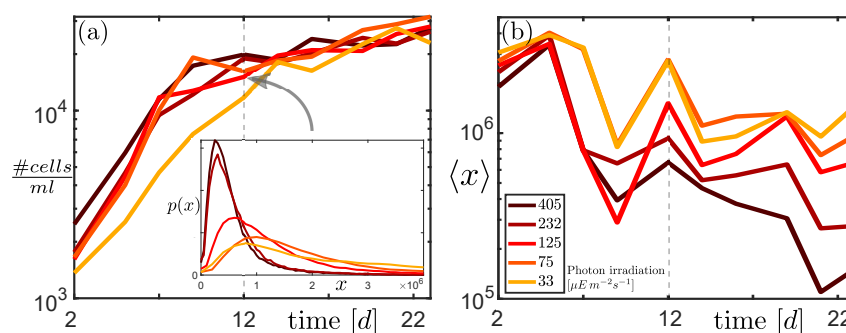 (a)
10^4
10^3
#cells
ml
2
12
22
time [d]
p(x)
0
0
1
2
3
x
×10^6
(b)
10^6
10^5
⟨x⟩
405
232
125
75
33
Photon irradiation
[μE m^−2 s^−1]
2
12
22
time [d]